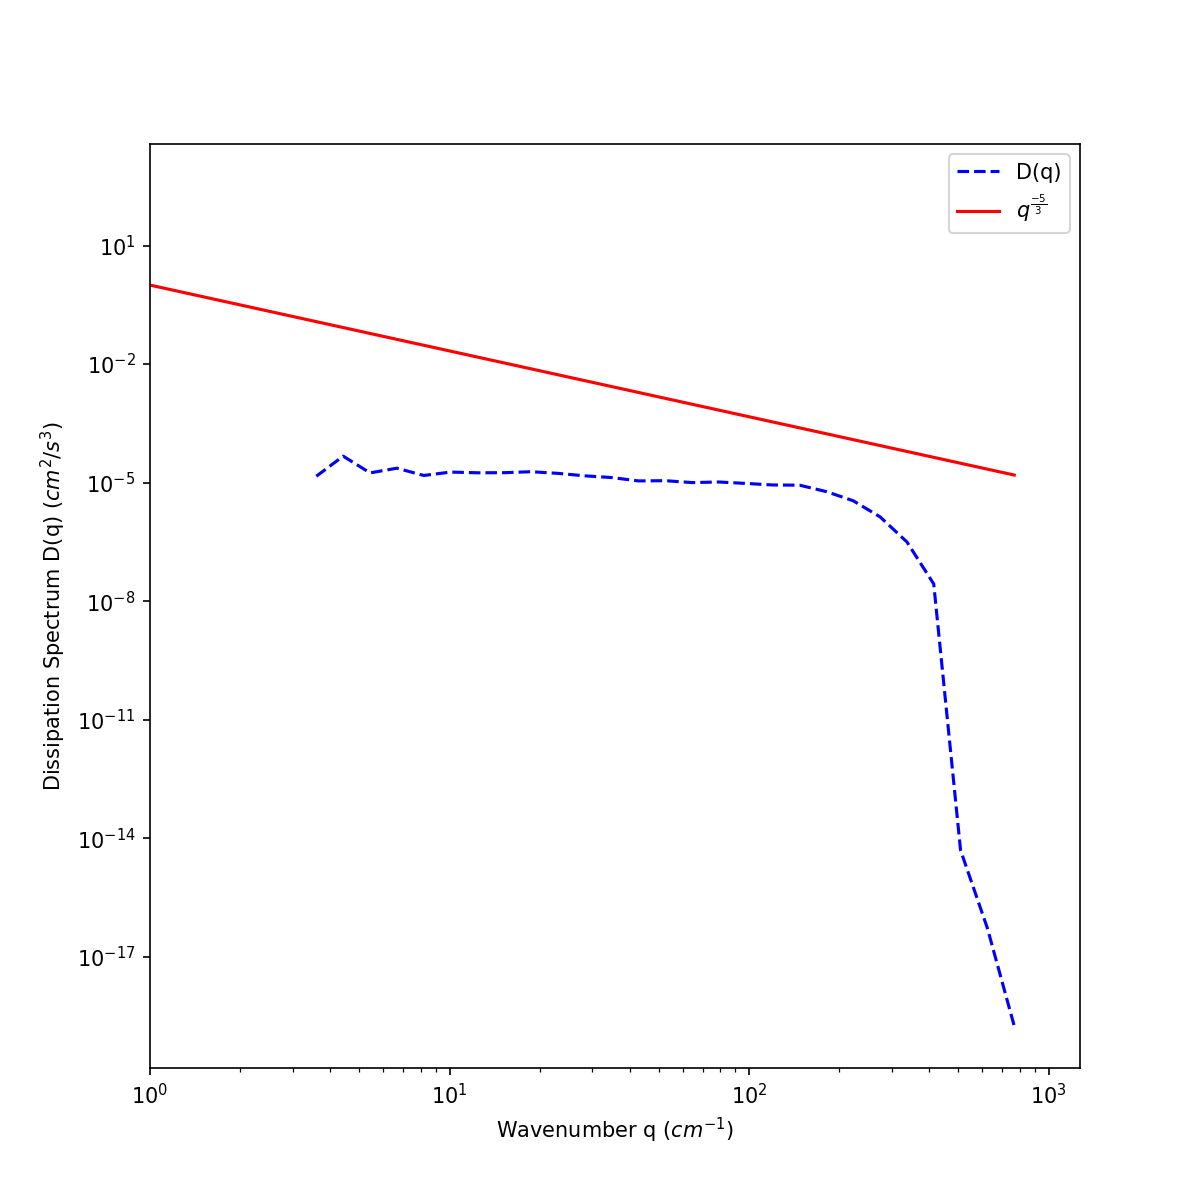 D(q)
$q^{\frac{-5}{3}}$
Dissipation Spectrum D(q) ($cm^2/s^3$)
$10^1$
$10^{-2}$
$10^{-5}$
$10^{-8}$
$10^{-11}$
$10^{-14}$
$10^{-17}$
$10^0$ $10^1$ $10^2$ $10^3$
Wavenumber q ($cm^{-1}$)